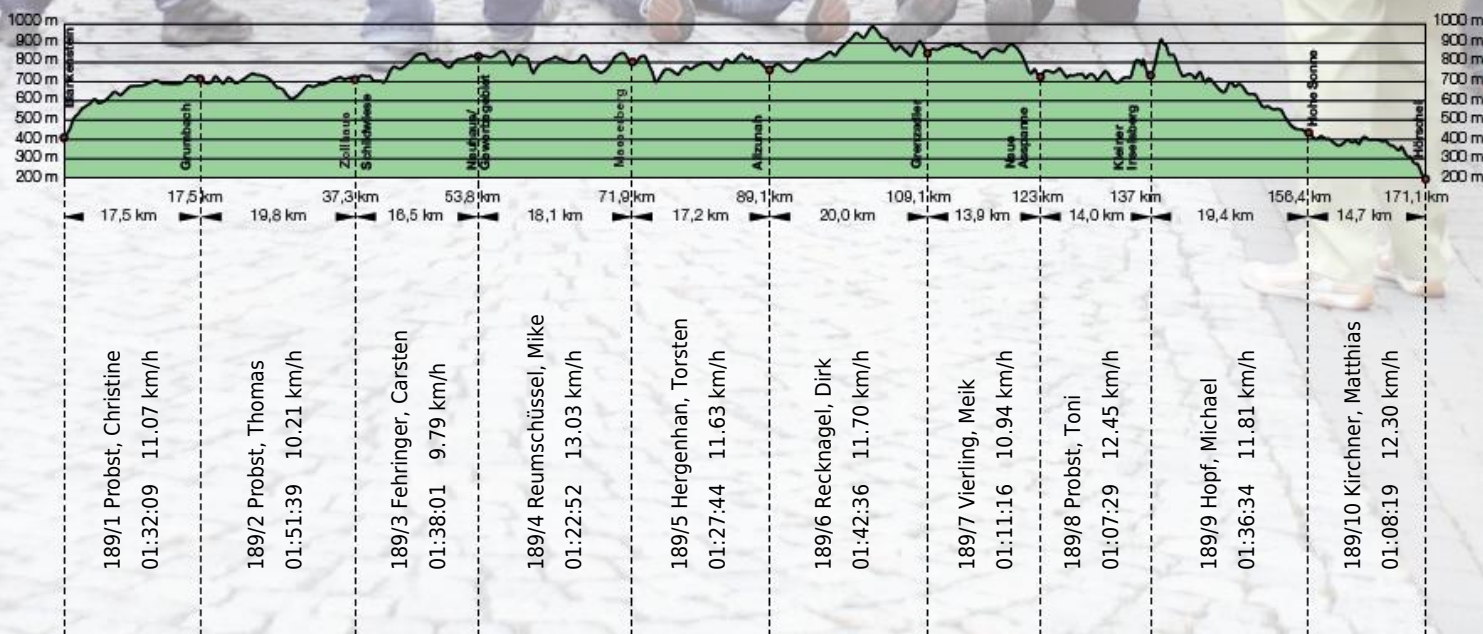 1000 m
900 m
800 m
700 m
600 m
500 m
400 m
300 m
200 m
1000 m
900 m
800 m
700 m
600 m
500 m
400 m
300 m
200 m
Blankenstein
Grumbach
Zollhaus
Schildwiese
Neuhaus/
Masserberg
Allzunah
Grenzadler
Neue
Ausspanne
Kleiner
Inselsberg
Hohe Sonne
Hörschel
17,5 km
37,3 km
53,8 km
71,9 km
89,1 km
109,1 km
123 km
137 km
156,4 km
171,1 km
17,5 km
19,8 km
16,5 km
18,1 km
17,2 km
20,0 km
13,9 km
14,0 km
19,4 km
14,7 km
189/1 Probst, Christine
01:32:09 11.07 km/h
189/2 Probst, Thomas
01:51:39 10.21 km/h
189/3 Fehringer, Carsten
01:38:01 9.79 km/h
189/4 Reumschüssel, Mike
01:22:52 13.03 km/h
189/5 Hergenhan, Torsten
01:27:44 11.63 km/h
189/6 Recknagel, Dirk
01:42:36 11.70 km/h
189/7 Vierling, Meik
01:11:16 10.94 km/h
189/8 Probst, Toni
01:07:29 12.45 km/h
189/9 Hopf, Michael
01:36:34 11.81 km/h
189/10 Kirchner, Matthias
01:08:19 12.30 km/h